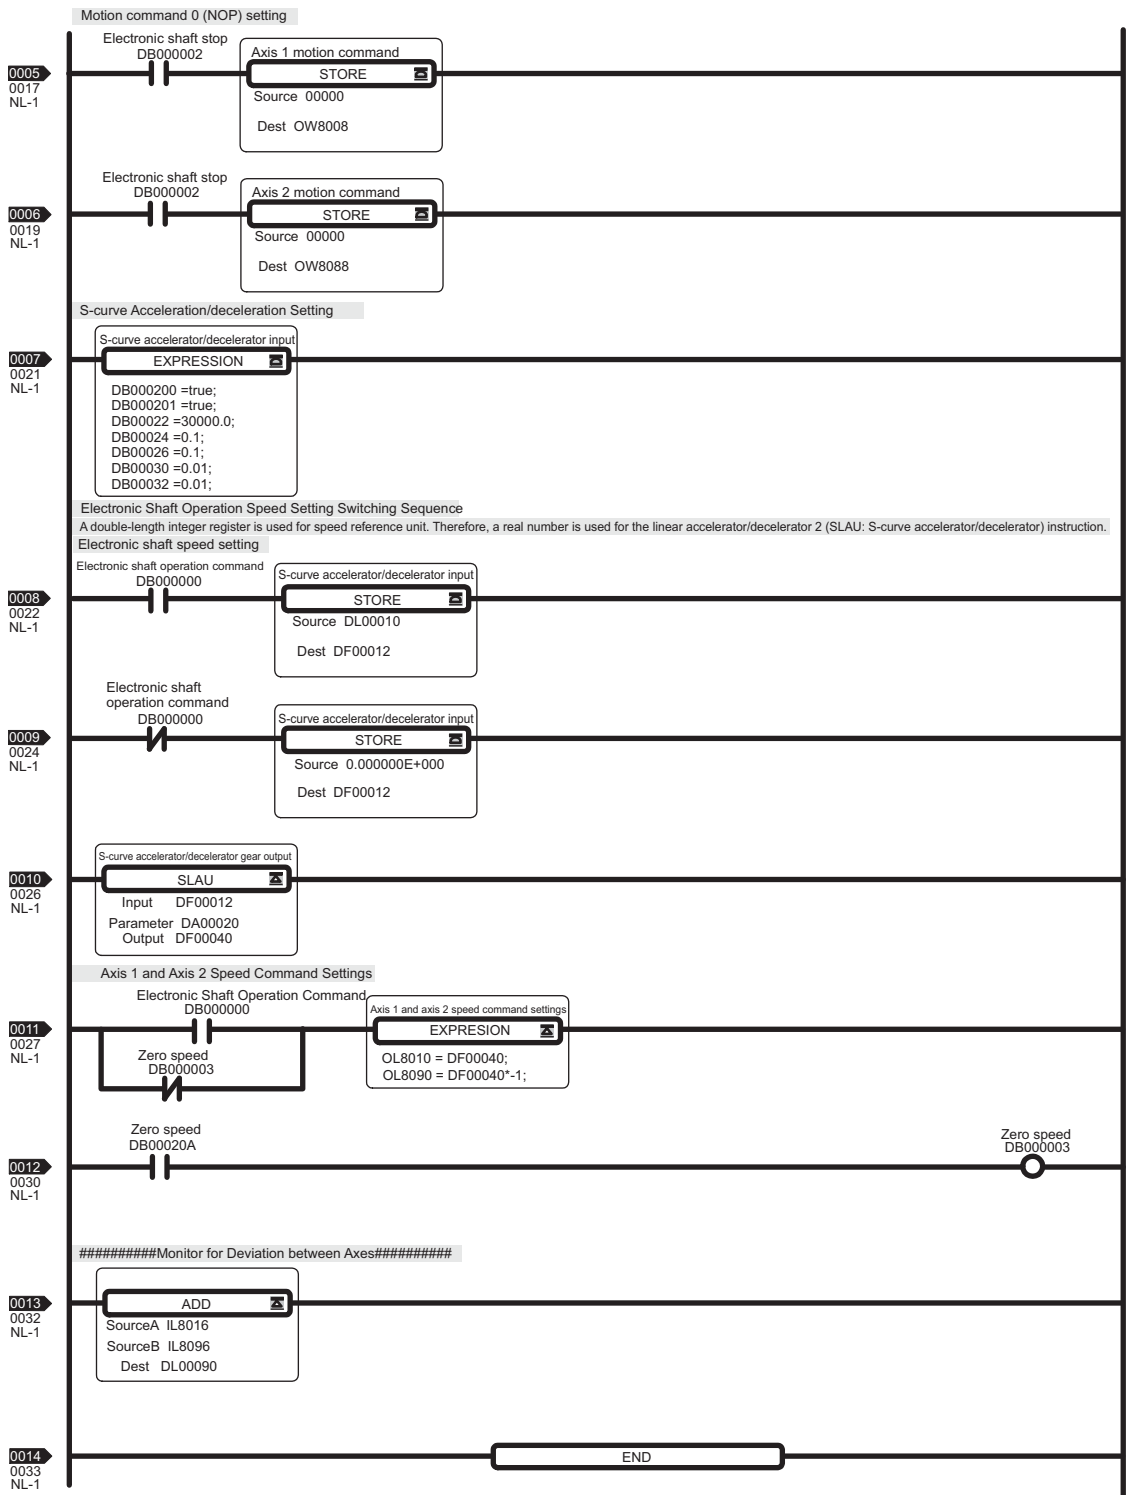 Motion command 0 (NOP) setting
Electronic shaft stop
DB000002
Axis 1 motion command
0005
STORE
0017
NL-1
Source 00000
Dest OW8008
Electronic shaft stop
DB000002
Axis 2 motion command
0006
STORE
0019
NL-1
Source 00000
Dest OW8088
S-curve Acceleration/deceleration Setting
S-curve accelerator/decelerator input
0007
EXPRESSION
0021
NL-1
DB000200 =true;
DB000201 =true;
DB00022 =30000.0;
DB00024 =0.1;
DB00026 =0.1;
DB00030 =0.01;
DB00032 =0.01;
Electronic Shaft Operation Speed Setting Switching Sequence
A double-length integer register is used for speed reference unit. Therefore, a real number is used for the linear accelerator/decelerator 2 (SLAU: S-curve accelerator/decelerator) instruction.
Electronic shaft speed setting
Electronic shaft operation command
DB000000
S-curve accelerator/decelerator input
0008
STORE
0022
NL-1
Source DL00010
Dest DF00012
Electronic shaft
operation command
DB000000
S-curve accelerator/decelerator input
0009
STORE
0024
NL-1
Source 0.000000E+000
Dest DF00012
S-curve accelerator/decelerator gear output
0010
SLAU
0026
NL-1
Input DF00012
Parameter DA00020
Output DF00040
Axis 1 and Axis 2 Speed Command Settings
Electronic Shaft Operation Command
DB000000
Axis 1 and axis 2 speed command settings
0011
EXPRESION
0027
NL-1
Zero speed
DB000003
OL8010 = DF00040;
OL8090 = DF00040*-1;
Zero speed
DB00020A
Zero speed
DB000003
0012
0030
NL-1
##########Monitor for Deviation between Axes##########
0013
ADD
0032
NL-1
SourceA IL8016
SourceB IL8096
Dest DL00090
0014
END
0033
NL-1